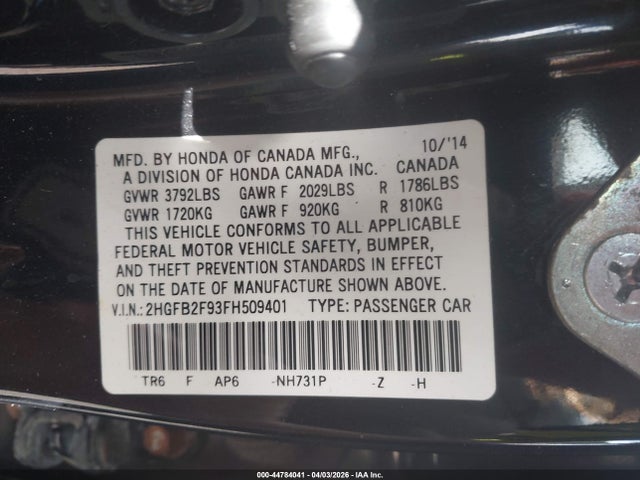 MFD. BY HONDA OF CANADA MFG., 10/'14
A DIVISION OF HONDA CANADA INC. CANADA
GVWR 3792LBS GAWR F 2029LBS R 1786LBS
GVWR 1720KG GAWR F 920KG R 810KG
THIS VEHICLE CONFORMS TO ALL APPLICABLE
FEDERAL MOTOR VEHICLE SAFETY, BUMPER,
AND THEFT PREVENTION STANDARDS IN EFFECT
ON THE DATE OF MANUFACTURE SHOWN ABOVE.
V.I.N.: 2HGFB2F93FH509401 TYPE: PASSENGER CAR
TR6 F AP6 -NH731P -Z -H
000-44784041 - 04/03/2026 - IAA Inc.